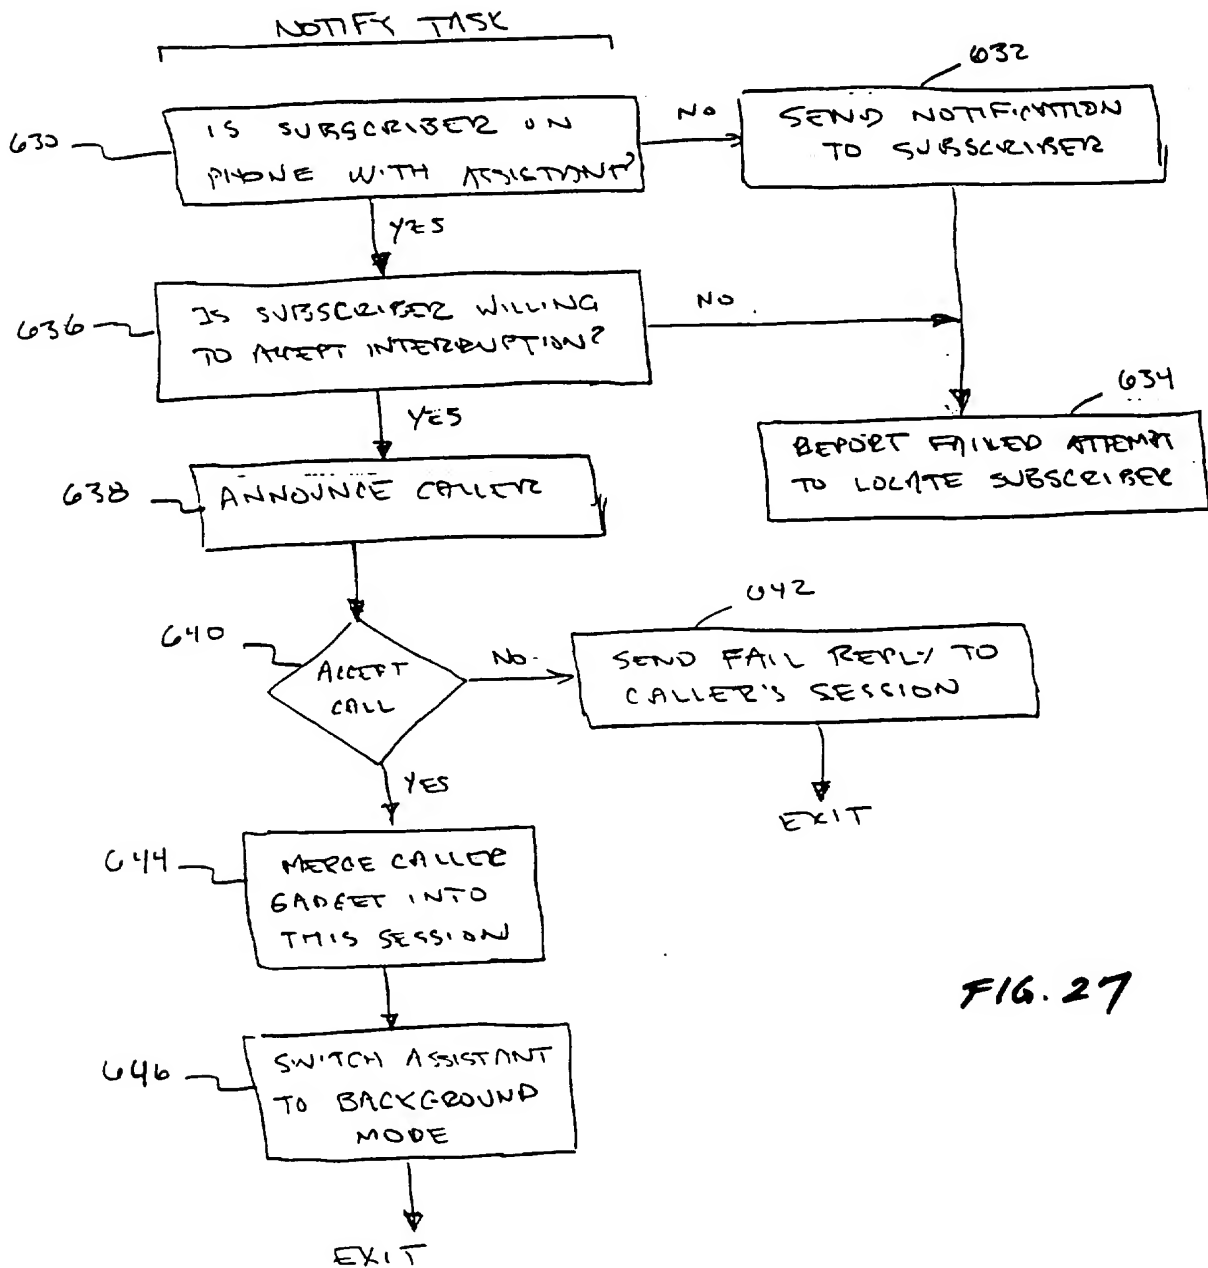 NOTIFY TASK
632
630
IS SUBSCRIBER ON
PHONE WITH ASSISTANT?
NO
SEND NOTIFICATION
TO SUBSCRIBER
YES
636
IS SUBSCRIBER WILLING
TO ACCEPT INTERRUPTION?
NO
634
YES
REPORT FAILED ATTEMPT
TO LOCATE SUBSCRIBER
638
ANNOUNCE CALLER
642
640
ACCEPT
CALL
NO.
SEND FAIL REPLY TO
CALLER'S SESSION
YES
EXIT
644
MERGE CALLER
GADGET INTO
THIS SESSION
FIG. 27
646
SWITCH ASSISTANT
TO BACKGROUND
MODE
EXIT